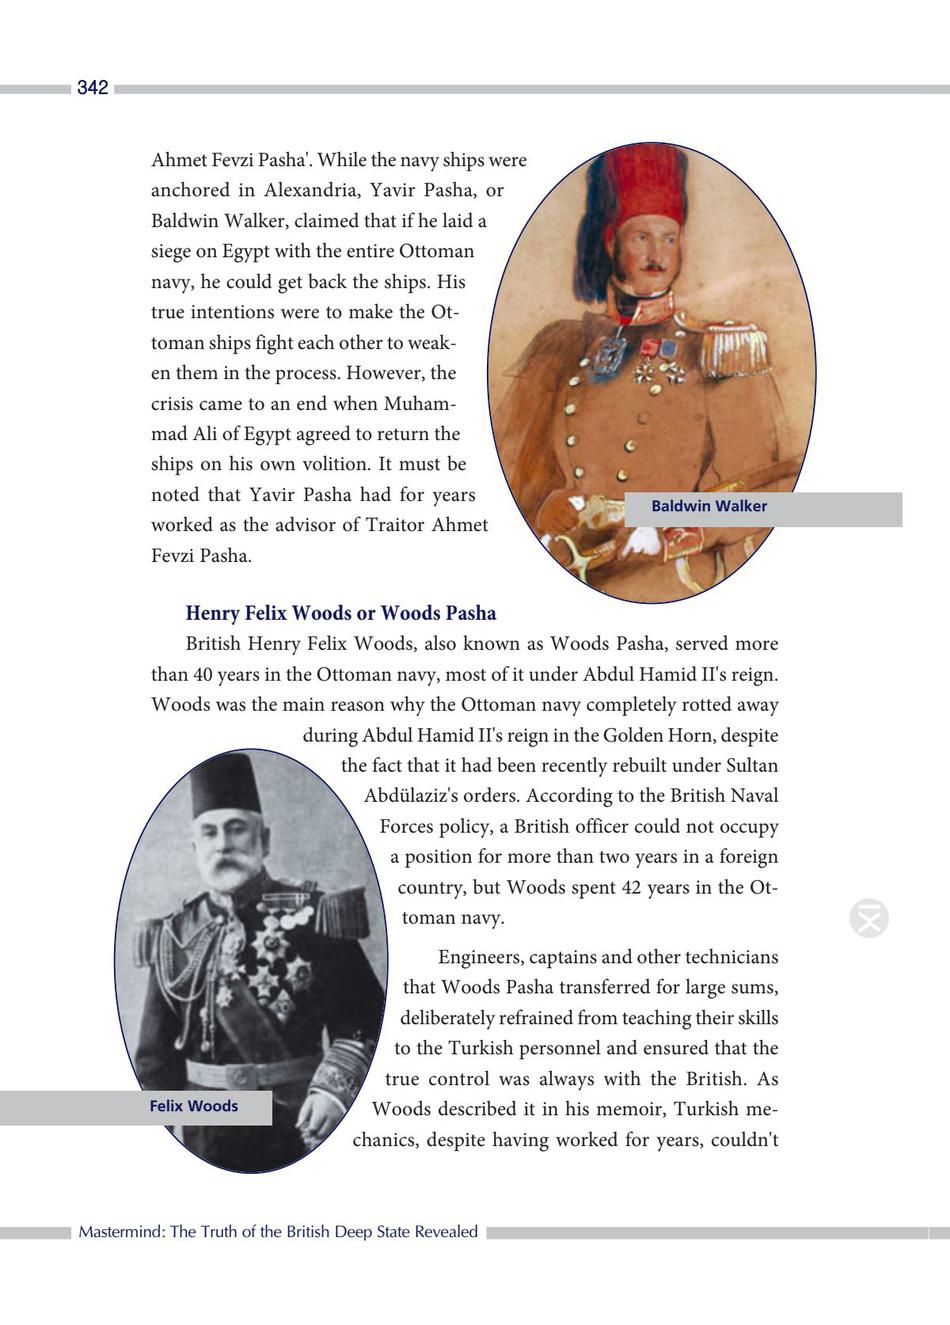 342
Ahmet Fevzi Pasha'. While the navy ships were
anchored in Alexandria, Yavir Pasha, or
Baldwin Walker, claimed that if he laid a
siege on Egypt with the entire Ottoman
navy, he could get back the ships. His
true intentions were to make the Ot-
toman ships fight each other to weak-
en them in the process. However, the
crisis came to an end when Muham-
mad Ali of Egypt agreed to return the
ships on his own volition. It must be
noted that Yavir Pasha had for years
worked as the advisor of Traitor Ahmet
Fevzi Pasha.
Baldwin Walker
Henry Felix Woods or Woods Pasha
British Henry Felix Woods, also known as Woods Pasha, served more
than 40 years in the Ottoman navy, most of it under Abdul Hamid II's reign.
Woods was the main reason why the Ottoman navy completely rotted away
during Abdul Hamid II's reign in the Golden Horn, despite
the fact that it had been recently rebuilt under Sultan
Abdülaziz's orders. According to the British Naval
Forces policy, a British officer could not occupy
a position for more than two years in a foreign
country, but Woods spent 42 years in the Ot-
toman navy.
Engineers, captains and other technicians
that Woods Pasha transferred for large sums,
deliberately refrained from teaching their skills
to the Turkish personnel and ensured that the
true control was always with the British. As
Woods described it in his memoir, Turkish me-
chanics, despite having worked for years, couldn't
Felix Woods
Mastermind: The Truth of the British Deep State Revealed